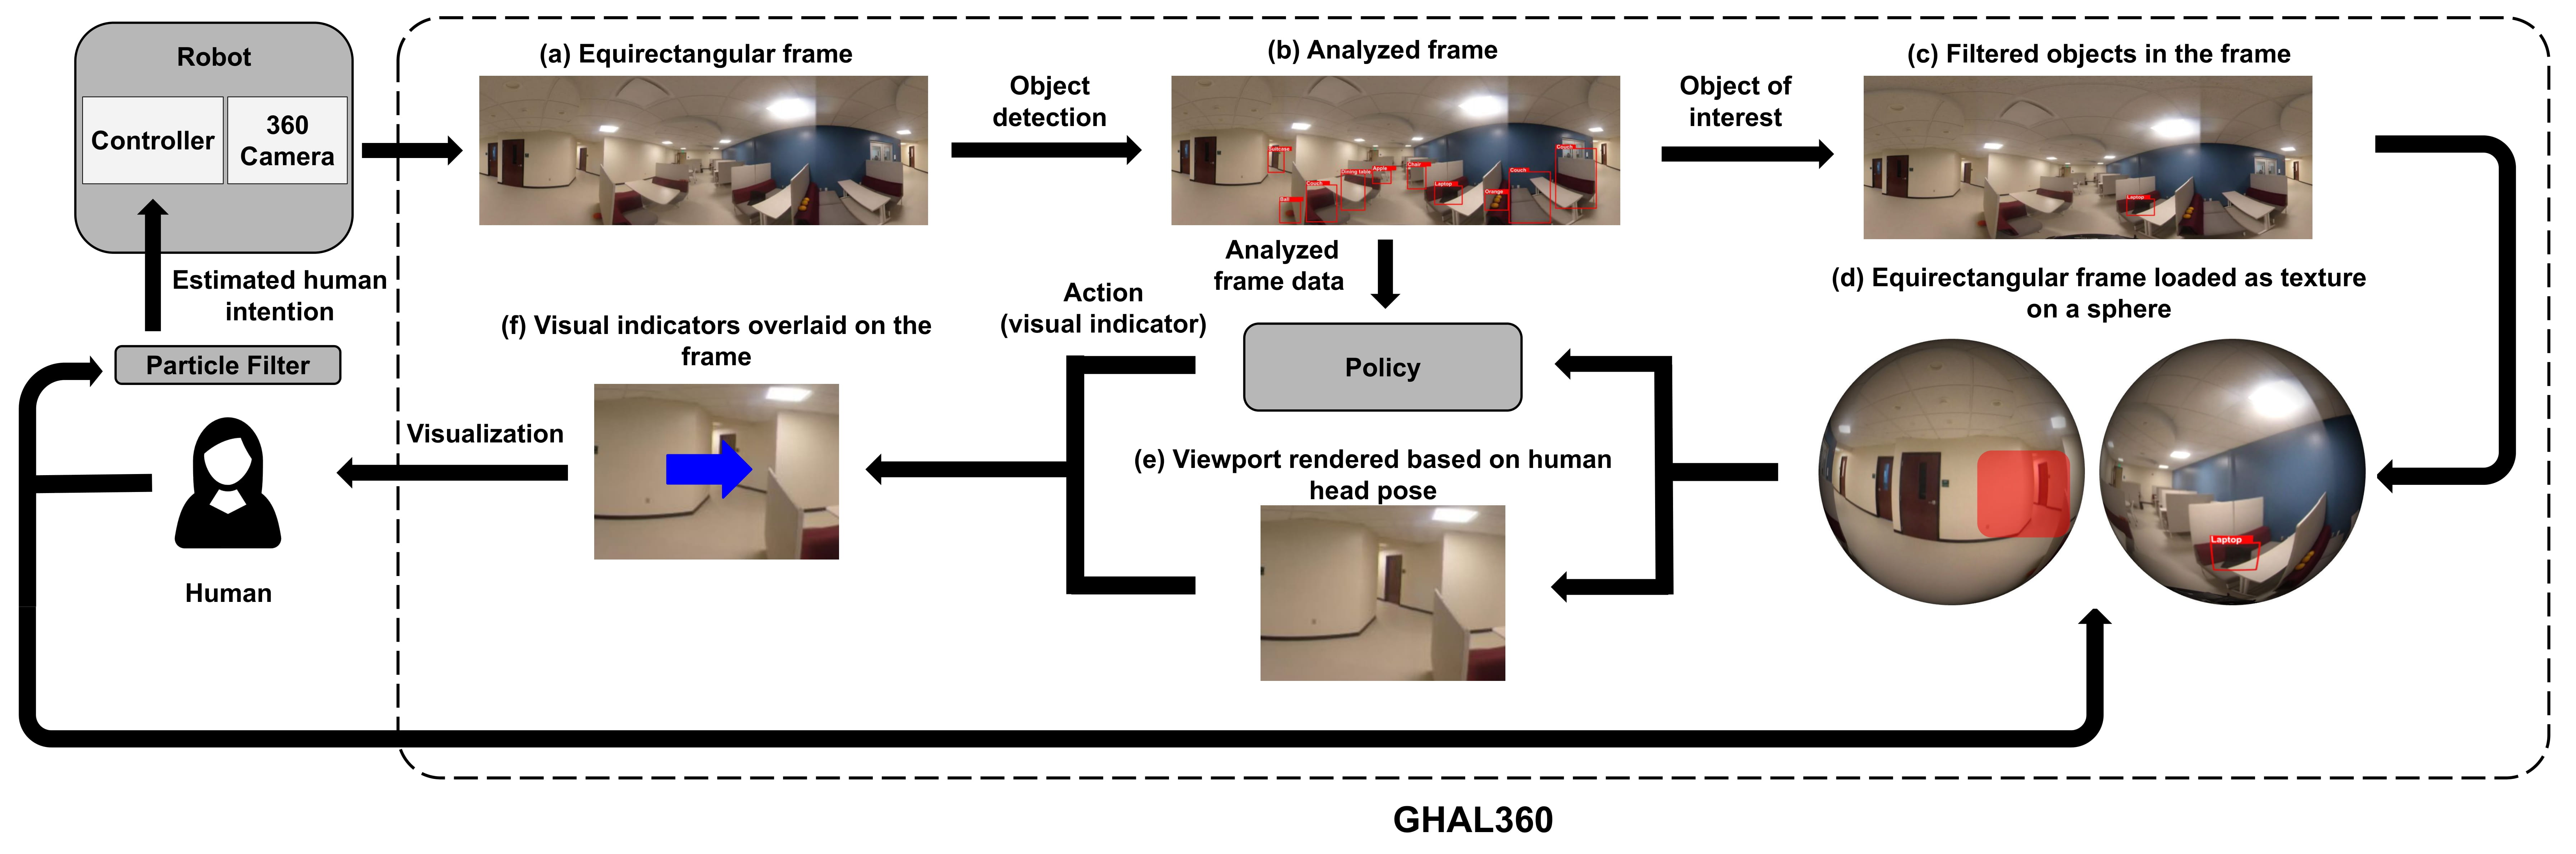 Robot
Controller
360
Camera
Estimated human
intention
Particle Filter
Human
(a) Equirectangular frame
Object
detection
(b) Analyzed frame
Suitcase
Ball
Couch
Dining table
Apple
Chair
Laptop
Orange
Couch
Couch
Object of
interest
(c) Filtered objects in the frame
Laptop
Analyzed
frame data
Action
(visual indicator)
Policy
(d) Equirectangular frame loaded as texture
on a sphere
Laptop
(e) Viewport rendered based on human
head pose
(f) Visual indicators overlaid on the
frame
Visualization
GHAL360